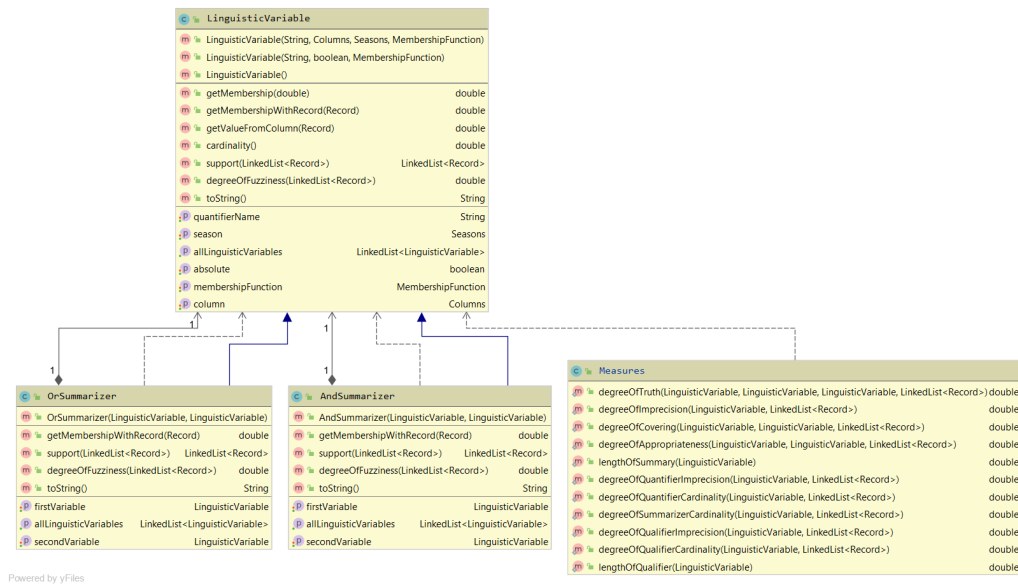 LinguisticVariable
LinguisticVariable(String, Columns, Seasons, MembershipFunction)
LinguisticVariable(String, boolean, MembershipFunction)
LinguisticVariable()
getMembership(double) double
getMembershipWithRecord(Record) double
getValueFromColumn(Record) double
cardinality() double
support(LinkedList<Record>) LinkedList<Record>
degreeOfFuzziness(LinkedList<Record>) double
toString() String
quantifierName String
season Seasons
allLinguisticVariables LinkedList<LinguisticVariable>
absolute boolean
membershipFunction MembershipFunction
column Columns
1
1
1
1
OrSummarizer
OrSummarizer(LinguisticVariable, LinguisticVariable)
getMembershipWithRecord(Record) double
support(LinkedList<Record>) LinkedList<Record>
degreeOfFuzziness(LinkedList<Record>) double
toString() String
firstVariable LinguisticVariable
allLinguisticVariables LinkedList<LinguisticVariable>
secondVariable LinguisticVariable
AndSummarizer
AndSummarizer(LinguisticVariable, LinguisticVariable)
getMembershipWithRecord(Record) double
support(LinkedList<Record>) LinkedList<Record>
degreeOfFuzziness(LinkedList<Record>) double
toString() String
firstVariable LinguisticVariable
allLinguisticVariables LinkedList<LinguisticVariable>
secondVariable LinguisticVariable
Measures
degreeOfTruth(LinguisticVariable, LinguisticVariable, LinguisticVariable, LinkedList<Record>) double
degreeOfImprecision(LinguisticVariable, LinkedList<Record>) double
degreeOfCovering(LinguisticVariable, LinguisticVariable, LinkedList<Record>) double
degreeOfAppropriateness(LinguisticVariable, LinguisticVariable, LinkedList<Record>) double
lengthOfSummary(LinguisticVariable) double
degreeOfQuantifierImprecision(LinguisticVariable, LinkedList<Record>) double
degreeOfQuantifierCardinality(LinguisticVariable, LinkedList<Record>) double
degreeOfSummarizerCardinality(LinguisticVariable, LinkedList<Record>) double
degreeOfQualifierImprecision(LinguisticVariable, LinkedList<Record>) double
degreeOfQualifierCardinality(LinguisticVariable, LinkedList<Record>) double
lengthOfQualifier(LinguisticVariable) double
Powered by yFiles